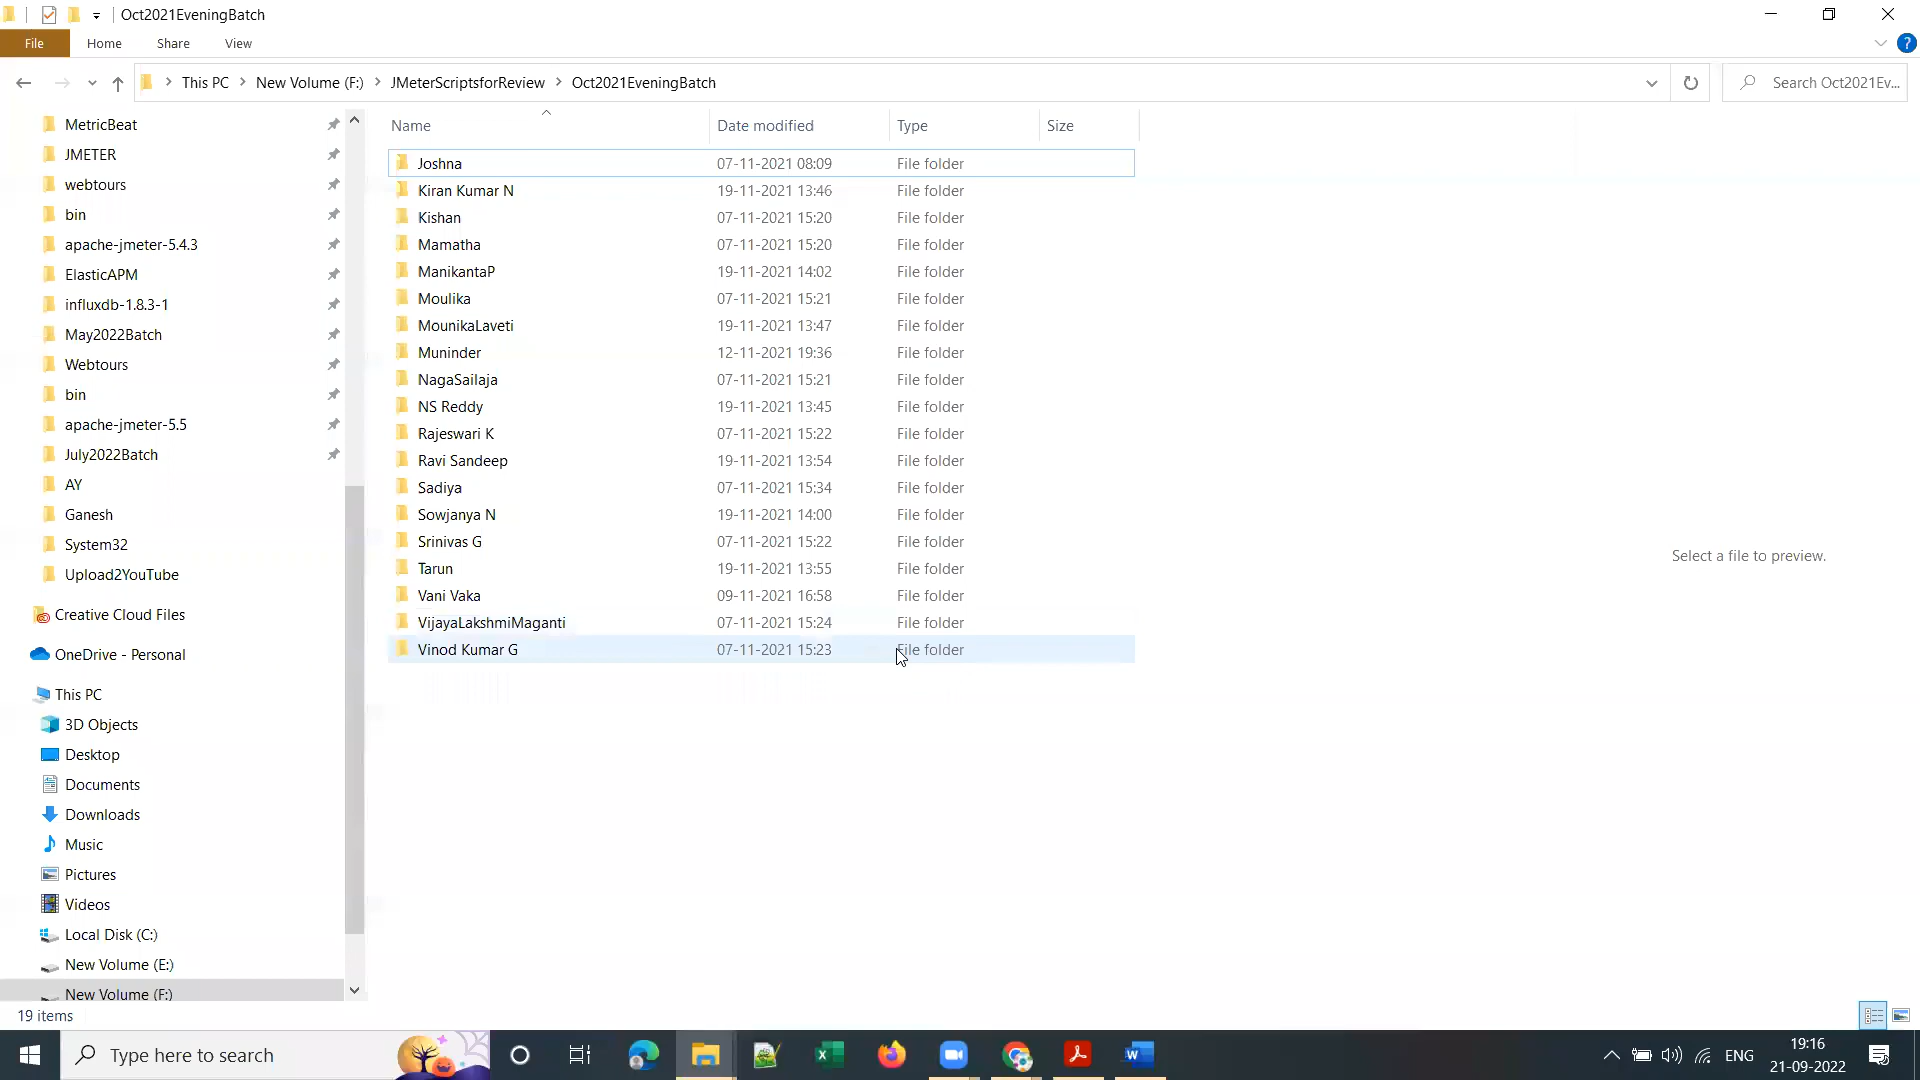 Oct2021EveningBatch
File Home Share View
This PC New Volume (F:) JMeterScriptsforReview Oct2021EveningBatch Search Oct2021Ev...
Name Date modified Type Size
MetricBeat
JMETER
webtours
bin
apache-jmeter-5.4.3
ElasticAPM
influxdb-1.8.3-1
May2022Batch
Webtours
bin
apache-jmeter-5.5
July2022Batch
AY
Ganesh
System32
Upload2YouTube
Creative Cloud Files
OneDrive - Personal
This PC
3D Objects
Desktop
Documents
Downloads
Music
Pictures
Videos
Local Disk (C:)
New Volume (E:)
New Volume (F:)
Joshna 07-11-2021 08:09 File folder
Kiran Kumar N 19-11-2021 13:46 File folder
Kishan 07-11-2021 15:20 File folder
Mamatha 07-11-2021 15:20 File folder
ManikantaP 19-11-2021 14:02 File folder
Moulika 07-11-2021 15:21 File folder
MounikaLaveti 19-11-2021 13:47 File folder
Muninder 12-11-2021 19:36 File folder
NagaSailaja 07-11-2021 15:21 File folder
NS Reddy 19-11-2021 13:45 File folder
Rajeswari K 07-11-2021 15:22 File folder
Ravi Sandeep 19-11-2021 13:54 File folder
Sadiya 07-11-2021 15:34 File folder
Sowjanya N 19-11-2021 14:00 File folder
Srinivas G 07-11-2021 15:22 File folder
Tarun 19-11-2021 13:55 File folder
Vani Vaka 09-11-2021 16:58 File folder
VijayaLakshmiMaganti 07-11-2021 15:24 File folder
Vinod Kumar G 07-11-2021 15:23 File folder
Select a file to preview.
19 items
Type here to search
ENG
19:16
21-09-2022